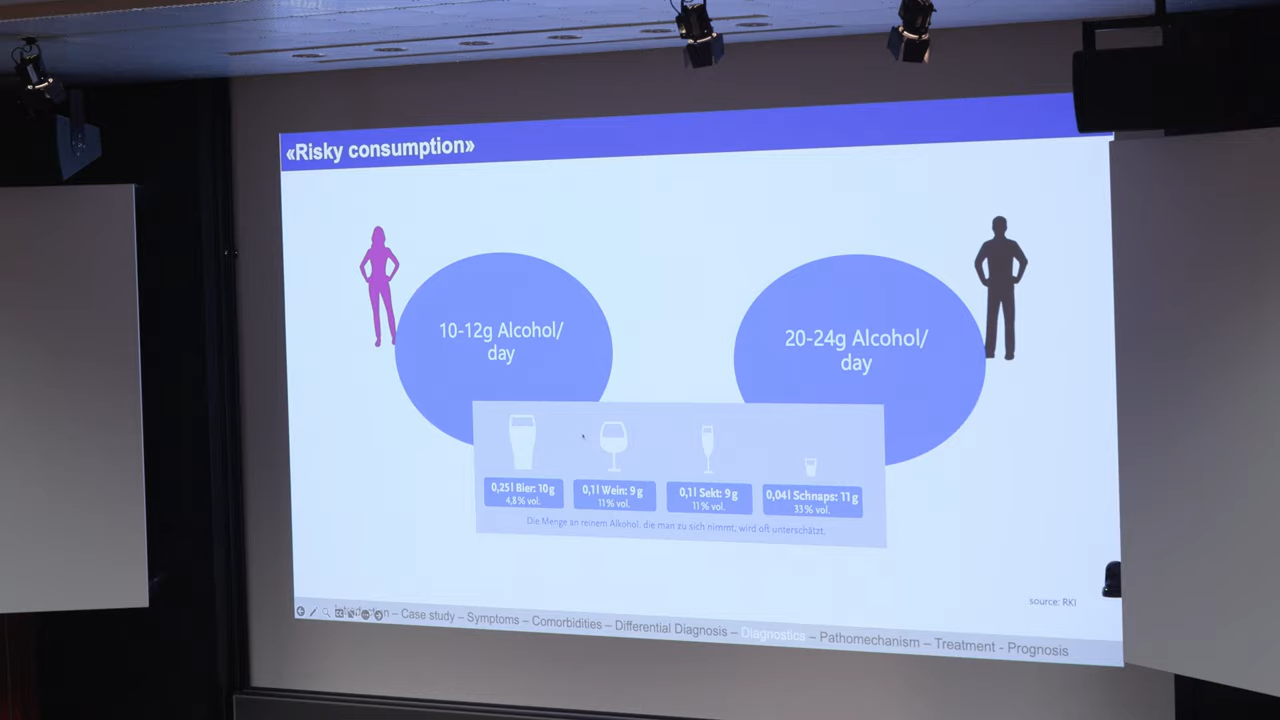 «Risky consumption»
10-12g Alcohol/
day
20-24g Alcohol/
day
0,25 l Bier: 10 g
4,8 % vol.
0,1 l Wein: 9 g
11 % vol.
0,1 l Sekt: 9 g
11 % vol.
0,04 l Schnaps: 11 g
33 % vol.
Die Menge an reinem Alkohol, die man zu sich nimmt, wird oft unterschätzt.
source: RKI
– Case study – Symptoms – Comorbidities – Differential Diagnosis – Diagnostics – Pathomechanism – Treatment - Prognosis